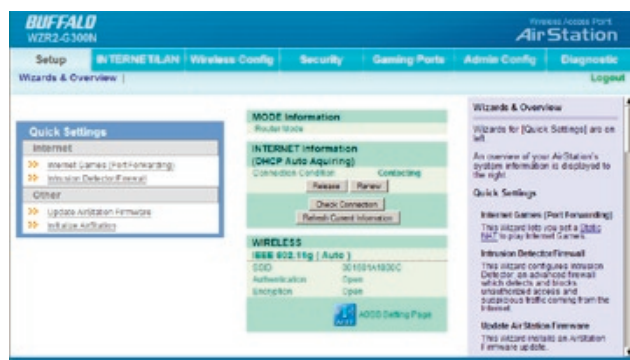 BUFFALO
WZR2-G300N
Wireless Access Point
AirStation
Setup INTERNET/LAN Wireless Config Security Gaming Ports Admin Config Diagnostic
Wizards & Overview | Logout
Quick Settings
Internet
Internet Games (Port Forwarding)
Intrusion Detector/Firewall
Other
Update AirStation Firmware
Initialize AirStation
MODE Information
Router Mode
INTERNET Information
(DHCP Auto Aquiring)
Connection Condition Contacting
Release Renew
Check Connection
Refresh Current Information
WIRELESS
IEEE 802.11g ( Auto )
SSID
Authentication Open
Encryption Open
AOSS Setting Page
Wizards & Overview
Wizards for [Quick Settings] are on
left
An overview of your AirStation's
system information is displayed to
the right
Quick Settings
Internet Games (Port Forwarding)
This wizard lets you set a Static
NAT to play Internet Games.
Intrusion Detector/Firewall
This wizard configures Intrusion
Detector, an advanced firewall
which detects and blocks
unauthorized access and
suspicious traffic coming from the
Internet.
Update AirStation Firmware
This wizard installs an AirStation
Firmware update.